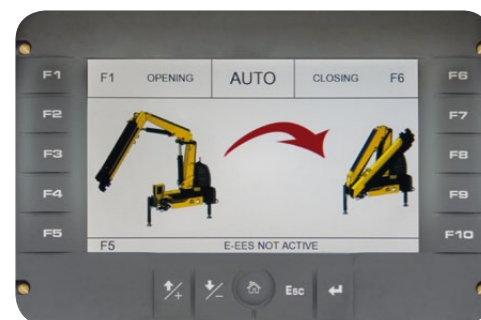 F1 F1 OPENING AUTO CLOSING F6 F6
F2 F7
F3 F8
F4 F9
F5 F5 E-EES NOT ACTIVE F10
+ - Esc